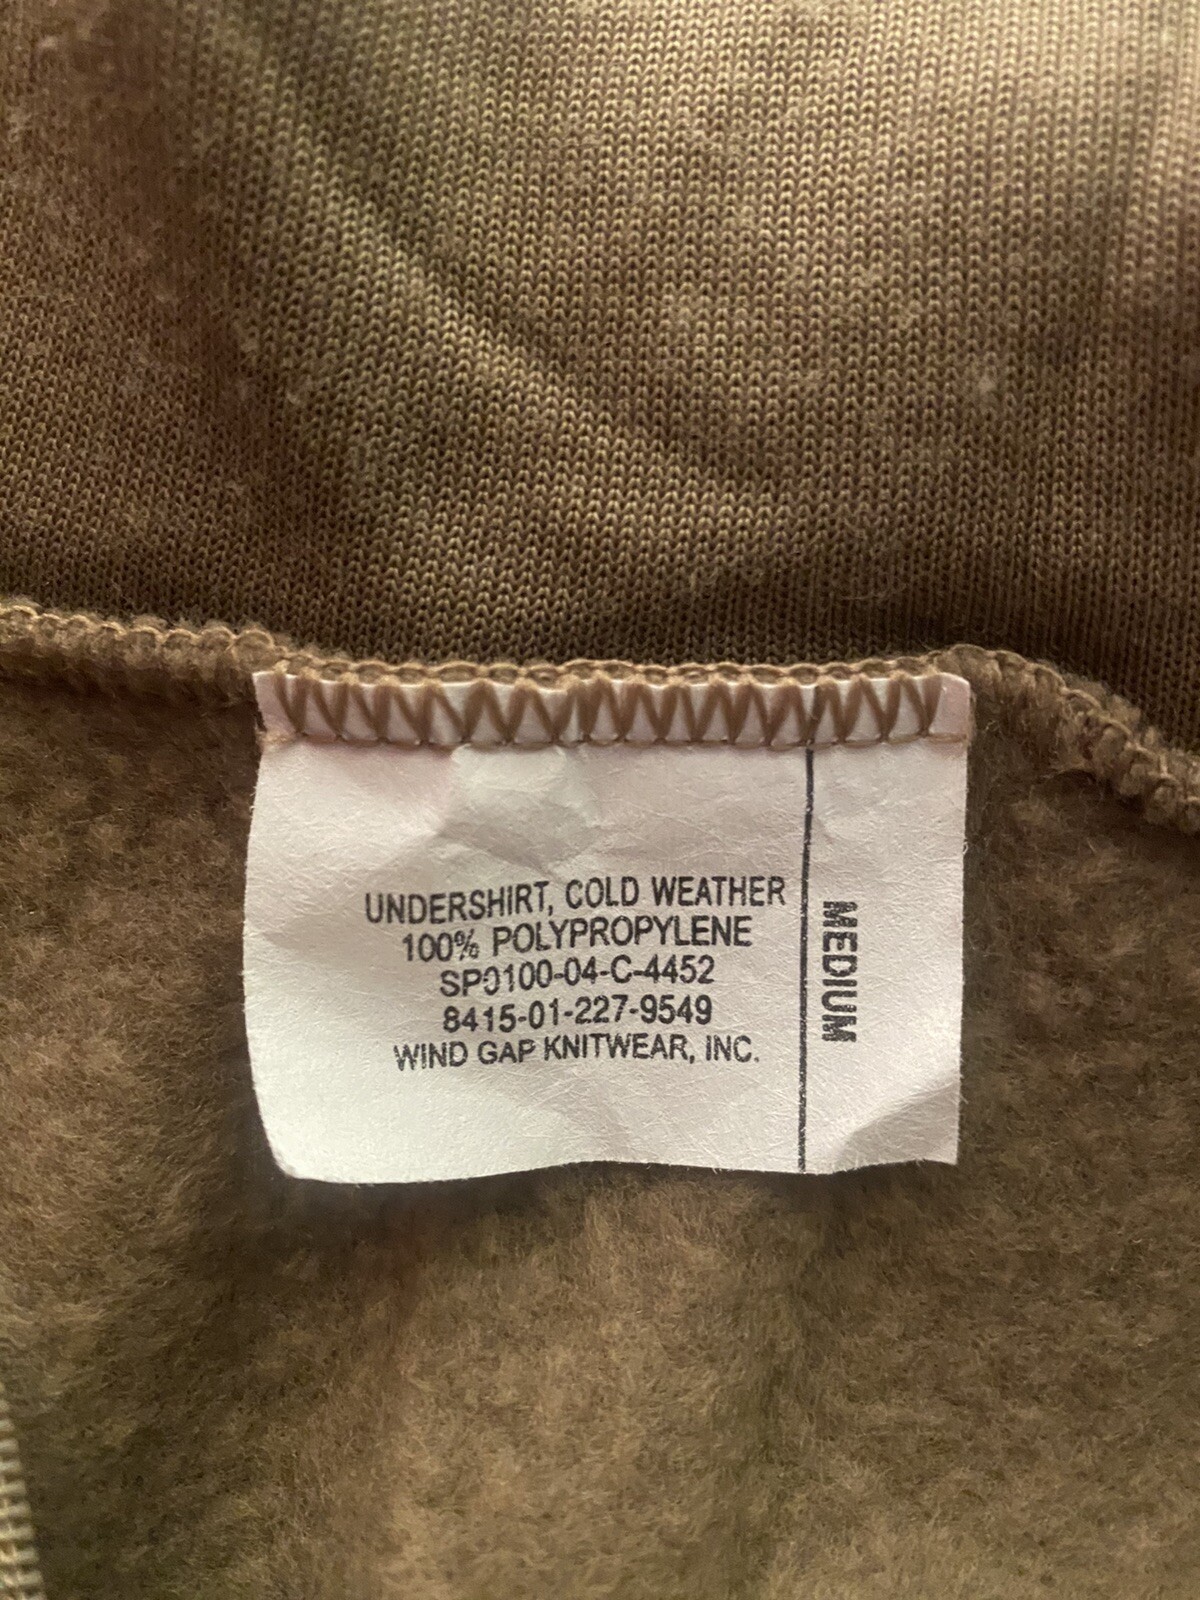 UNDERSHIRT, COLD WEATHER
100% POLYPROPYLENE
SP0100-04-C-4452
8415-01-227-9549
WIND GAP KNITWEAR, INC.
MEDIUM